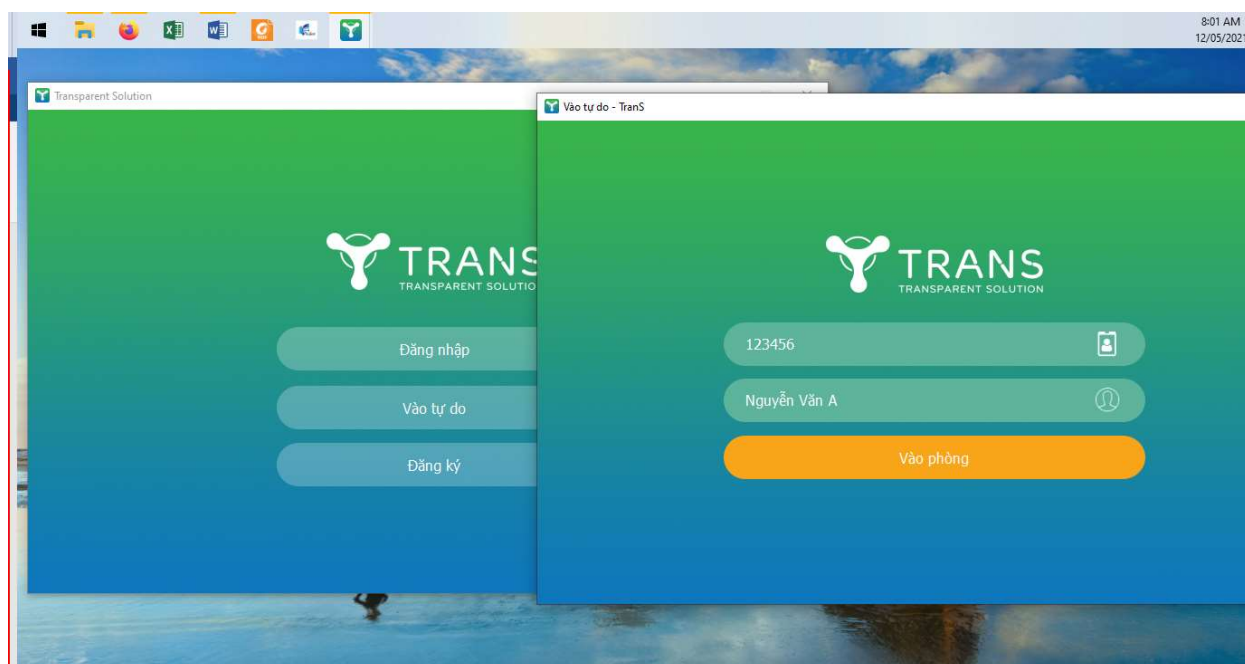 8:01 AM
12/05/2021
Transparent Solution
TRANS
TRANSPARENT SOLUTIO
Đăng nhập
Vào tự do
Đăng ký
Vào tự do - TranS
TRANS
TRANSPARENT SOLUTION
123456
Nguyễn Văn A
Vào phòng